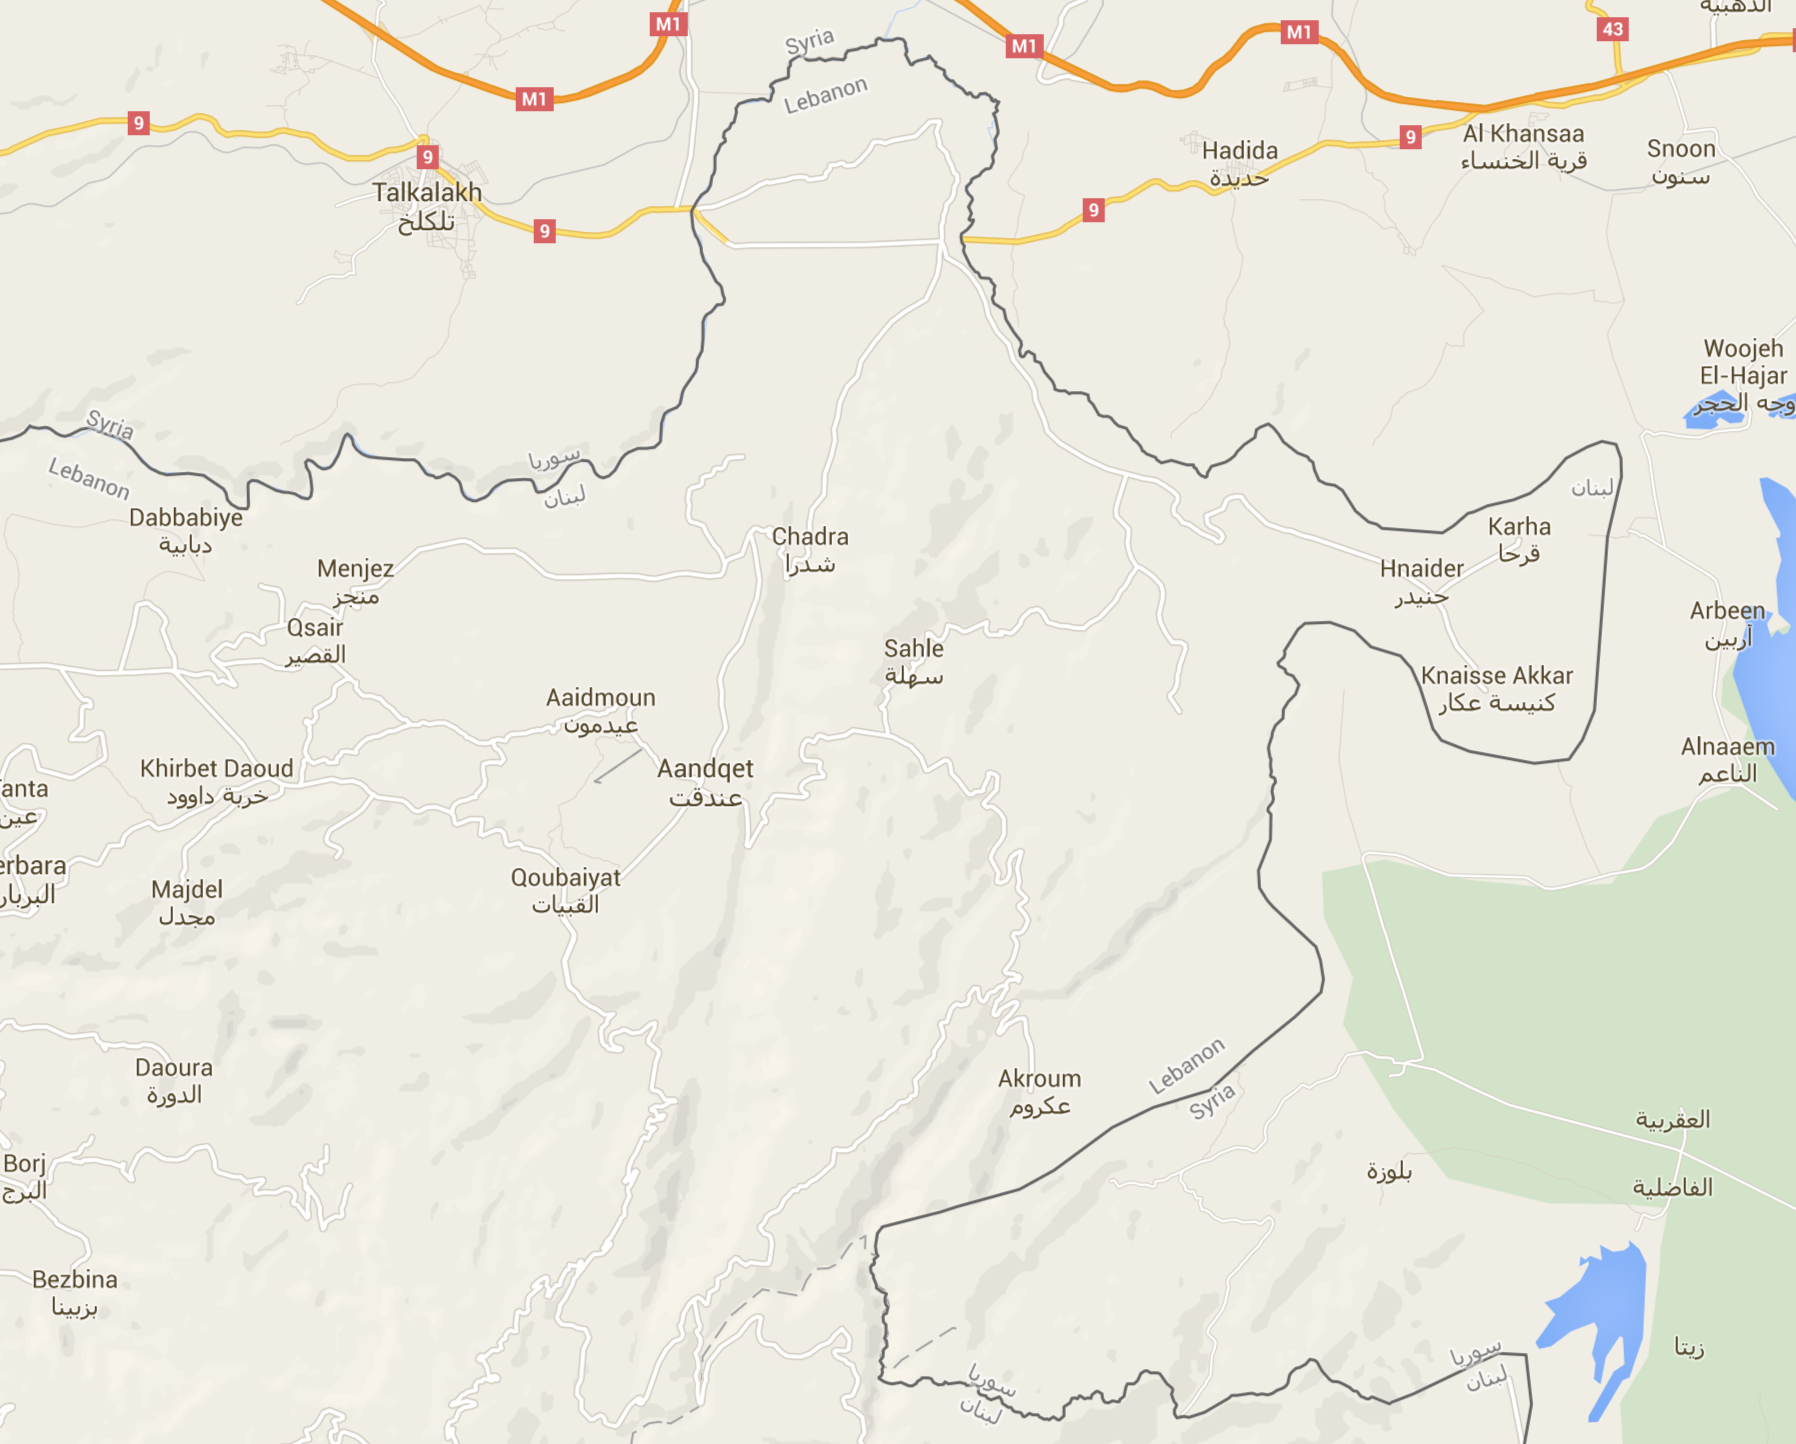 الذهبية
43
M1
M1
M1
M1
Syria
Lebanon
9
9
9
9
9
Talkalakh
تلكلخ
Hadida
حديدة
Al Khansaa
قرية الخنساء
Snoon
سنون
Woojeh
El-Hajar
وجه الحجر
Syria
Lebanon
سوريا
لبنان
لبنان
Dabbabiye
دبابية
Menjez
منجز
Qsair
القصير
Chadra
شدرا
Karha
قرحا
Hnaider
حنيدر
Arbeen
آربين
Sahle
سهلة
Knaisse Akkar
كنيسة عكار
Aaidmoun
عيدمون
Alnaaem
الناعم
Khirbet Daoud
خربة داوود
Aandqet
عندقت
anta
عين
erbara
البربار
Majdel
مجدل
Qoubaiyat
القبيات
Daoura
الدورة
Akroum
عكروم
Lebanon
Syria
العقربية
بلوزة
الفاضلية
Borj
البرج
Bezbina
بزبينا
زيتا
سوريا
لبنان
سوريا
لبنان